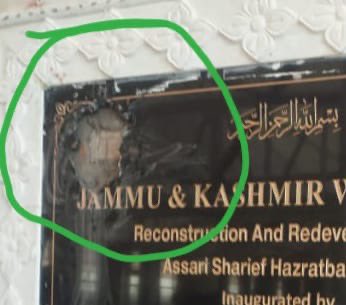 بسم الله الرحمن الرحيم
JAMMU & KASHMIR W
Reconstruction And Redeve
Assari Sharief Hazratba
Inaugurated by